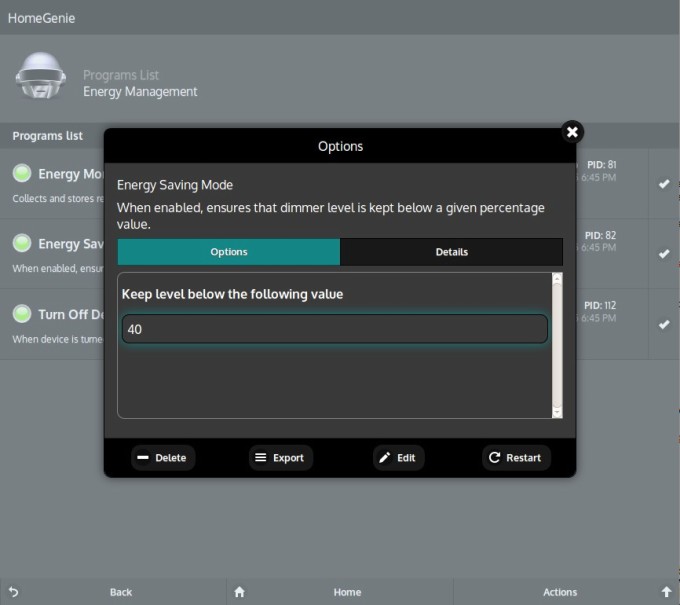 HomeGenie
Programs List
Energy Management
Programs list
Options
PID: 81
6:45 PM
Energy Mo
Collects and stores re
Energy Saving Mode
When enabled, ensures that dimmer level is kept below a given percentage
value.
PID: 82
6:45 PM
Energy Sav
When enabled, ensur
Options
Details
Keep level below the following value
40
PID: 112
6:45 PM
Turn Off De
When device is turne
Delete
Export
Edit
Restart
Back
Home
Actions